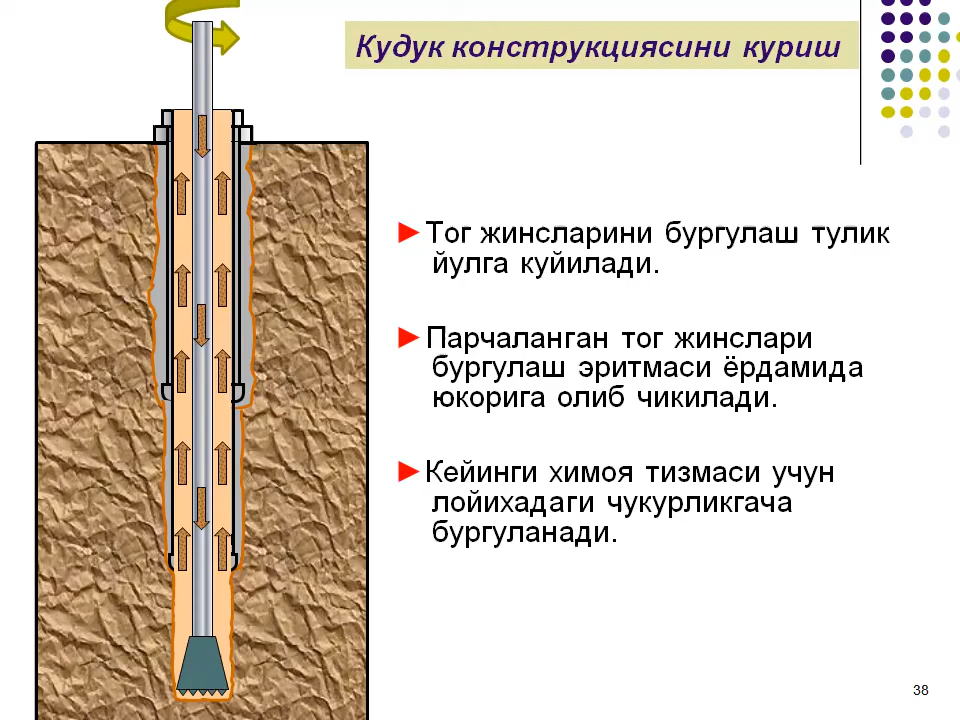 Кудук конструкциясини куриш
►Тог жинсларини бургулаш тулик
йулга куйилади.
►Парчаланган тог жинслари
бургулаш эритмаси ёрдамида
юкорига олиб чикилади.
►Кейинги химоя тизмаси учун
лойихадаги чукурликгача
бургуланади.
38